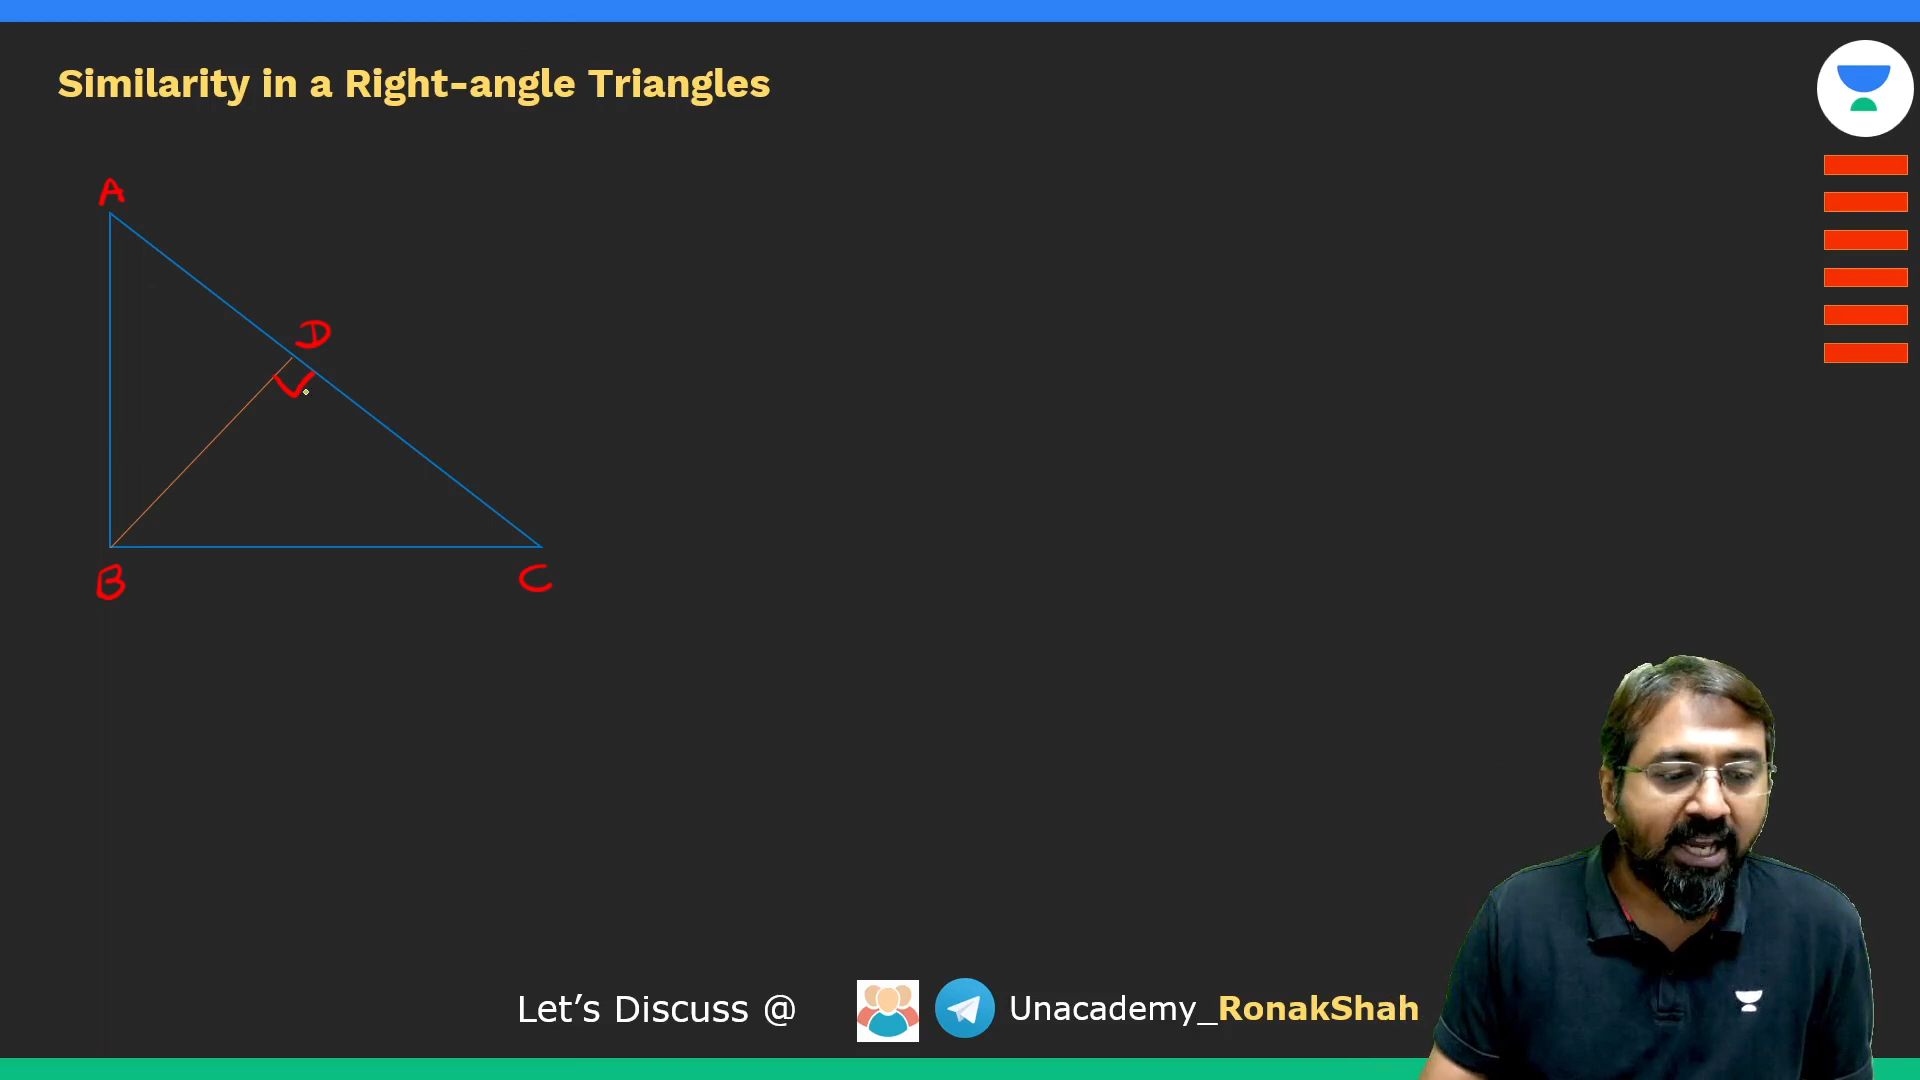 Similarity in a Right-angle Triangles
A
D
B
C
Let’s Discuss @
Unacademy_RonakShah